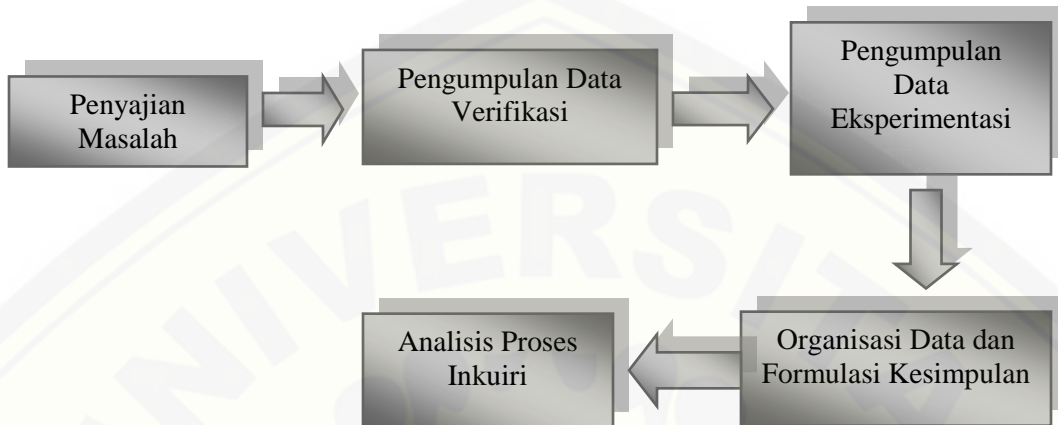 Penyajian
Masalah
Pengumpulan Data
Verifikasi
Pengumpulan
Data
Eksperimentasi
Organisasi Data dan
Formulasi Kesimpulan
Analisis Proses
Inkuiri